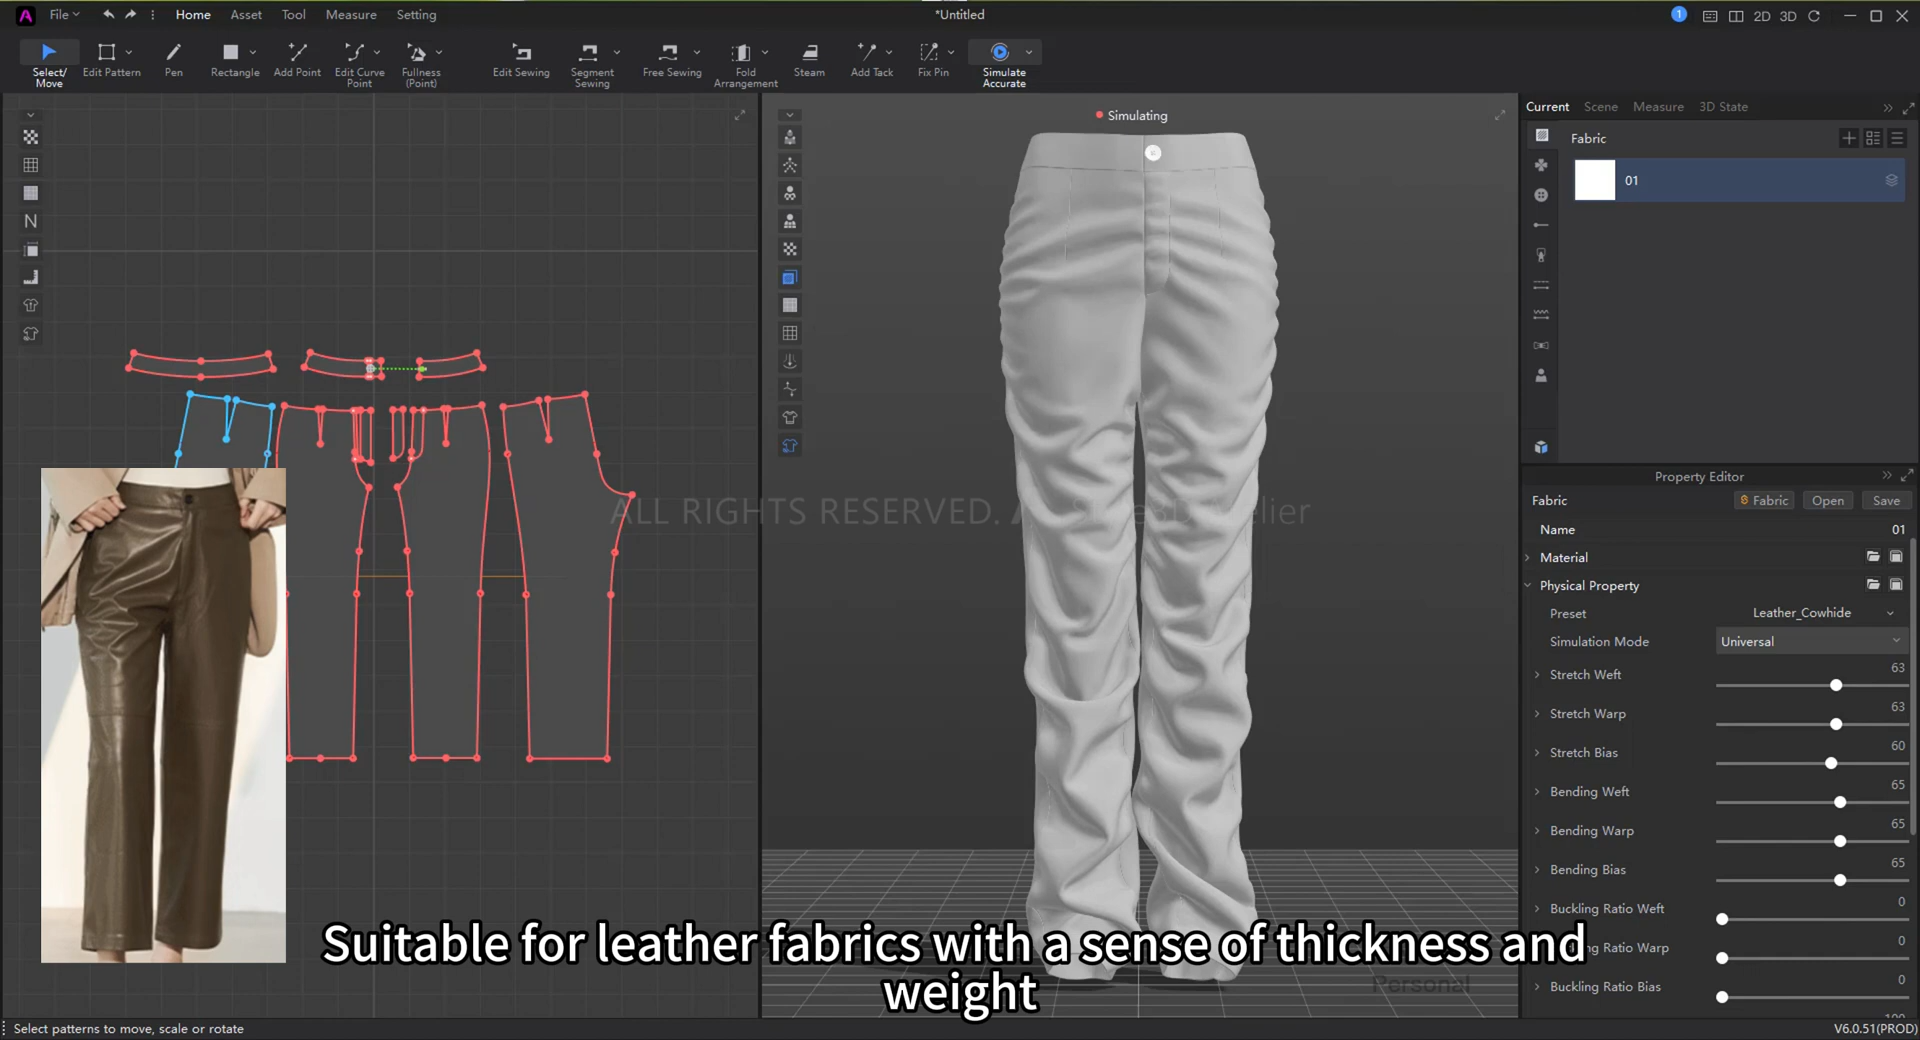 File
Home
Asset
Tool
Measure
Setting
*Untitled
1
2D
3D
Select/
Move
Edit Pattern
Pen
Rectangle
Add Point
Edit Curve
Point
Fullness
(Point)
Edit Sewing
Segment
Sewing
Free Sewing
Fold
Arrangement
Steam
Add Tack
Fix Pin
Simulate
Accurate
Simulating
Current
Scene
Measure
3D State
Fabric
01
N
ALL RIGHTS RESERVED.
Property Editor
Fabric
Fabric
Open
Save
Name
01
Material
Physical Property
Preset
Leather_Cowhide
Simulation Mode
Universal
Stretch Weft
63
Stretch Warp
63
Stretch Bias
60
Bending Weft
65
Bending Warp
65
Bending Bias
65
Buckling Ratio Weft
0
Ratio Warp
0
Buckling Ratio Bias
0
100
Suitable for leather fabrics with a sense of thickness and
weight
Personal
Select patterns to move, scale or rotate
V6.0.51(PROD)